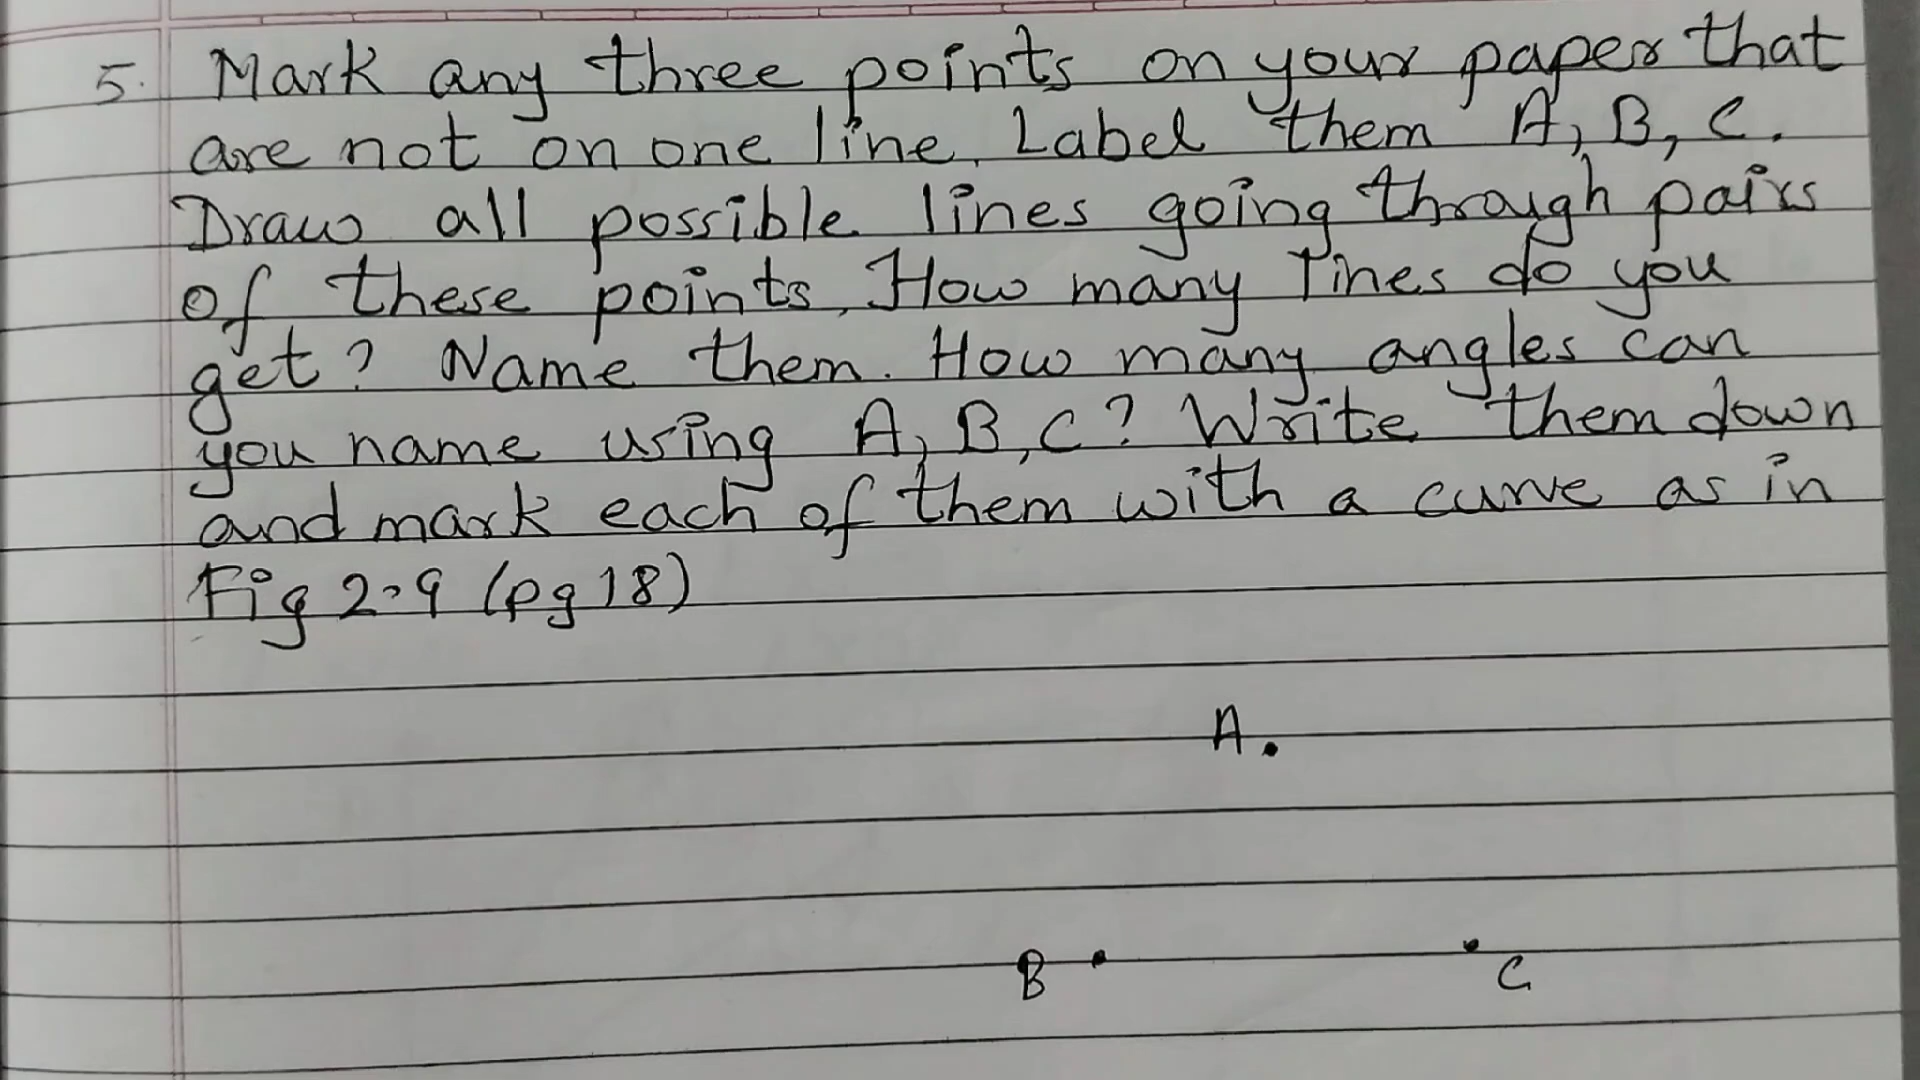 5. Mark any three points on your paper that
are not on one line. Label them A, B, C.
Draw all possible lines going through pairs
of these points. How many lines do you
get? Name them. How many angles can
you name using A, B, C? Write them down
and mark each of them with a curve as in
Fig 2.9 (pg 18)
A.
B
C